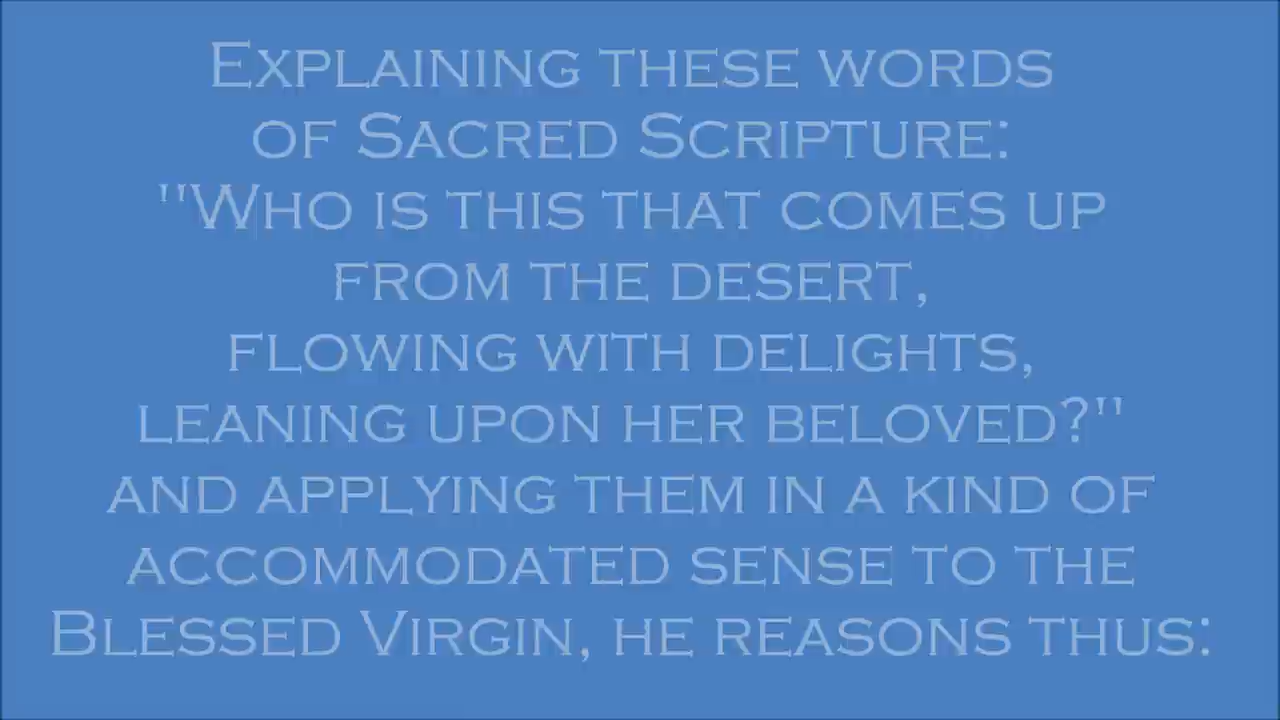 Explaining these words
of Sacred Scripture:
"Who is this that comes up
from the desert,
flowing with delights,
leaning upon her beloved?"
and applying them in a kind of
accommodated sense to the
Blessed Virgin, he reasons thus: